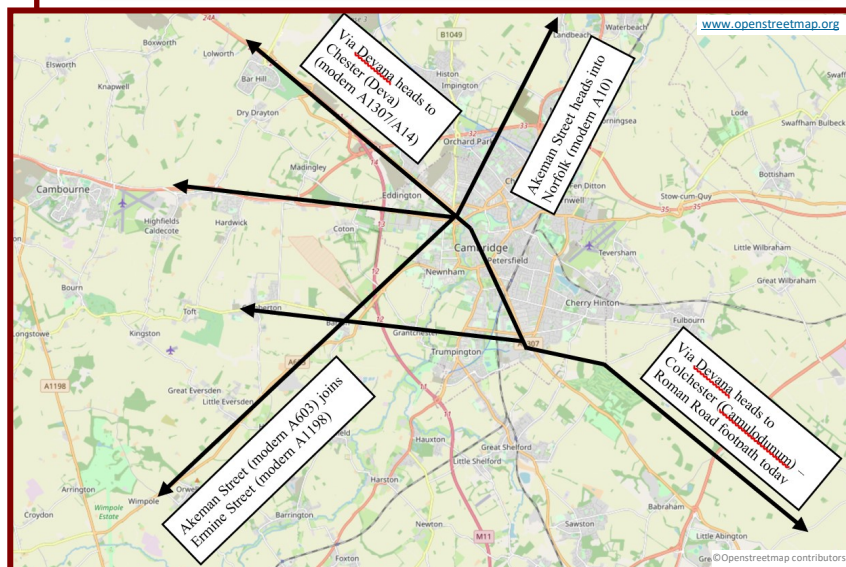 www.openstreetmap.org
Via Devana heads to
Chester (Deva)
(modern A1307/A14)
Akeman Street heads into
Norfolk (modern A10)
Akeman Street (modern A603) joins
Ermine Street (modern A1198)
Via Devana heads to
Colchester (Camulodunum) –
Roman Road footpath today
Boxworth
Lolworth
Elsworth
Knapwell
Bar Hill
Dry Drayton
B1049
Histon
Impington
Landbeach
Waterbeach
Orchard Park
Lode
Swaffham Bulbeck
Bottisham
Madingley
Eddington
Fen Ditton
Stow-cum-Quy
Cambourne
Highfields
Caldecote
Hardwick
Coton
Cambridge
Petersfield
Newnham
Teversham
Little Wilbraham
Great Wilbraham
Cherry Hinton
Fulbourn
Bourn
Toft
Kingston
Grantchester
Trumpington
A1198
Great Eversden
Little Eversden
Hauxton
Great Shelford
Little Shelford
Harston
Arrington
Wimpole
Wimpole
Estate
Croydon
Barrington
Newton
Foxton
M11
Sawston
Babraham
Little Abington
©Openstreetmap contributors